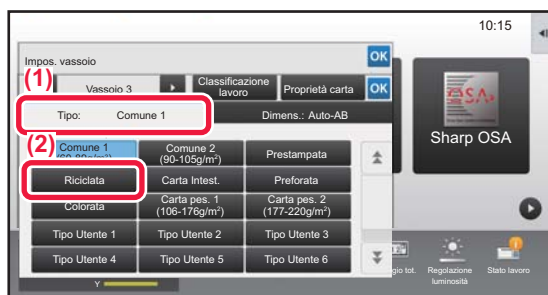 10:15
Impos. vassoio
OK
(1)
Vassoio 3
Classificazione
lavoro
Proprietà carta
OK
Tipo: Comune 1
Dimens.: Auto-AB
(2)
Comune 1
Comune 2
(90-105g/m²)
Prestampata
Riciclata
Carta Intest.
Preforata
Colorata
Carta pes. 1
(106-176g/m²)
Carta pes. 2
(177-220g/m²)
Tipo Utente 1
Tipo Utente 2
Tipo Utente 3
Tipo Utente 4
Tipo Utente 5
Tipo Utente 6
OSA
Sharp OSA
gio tot.
Regolazione
luminosità
Stato lavoro
Y